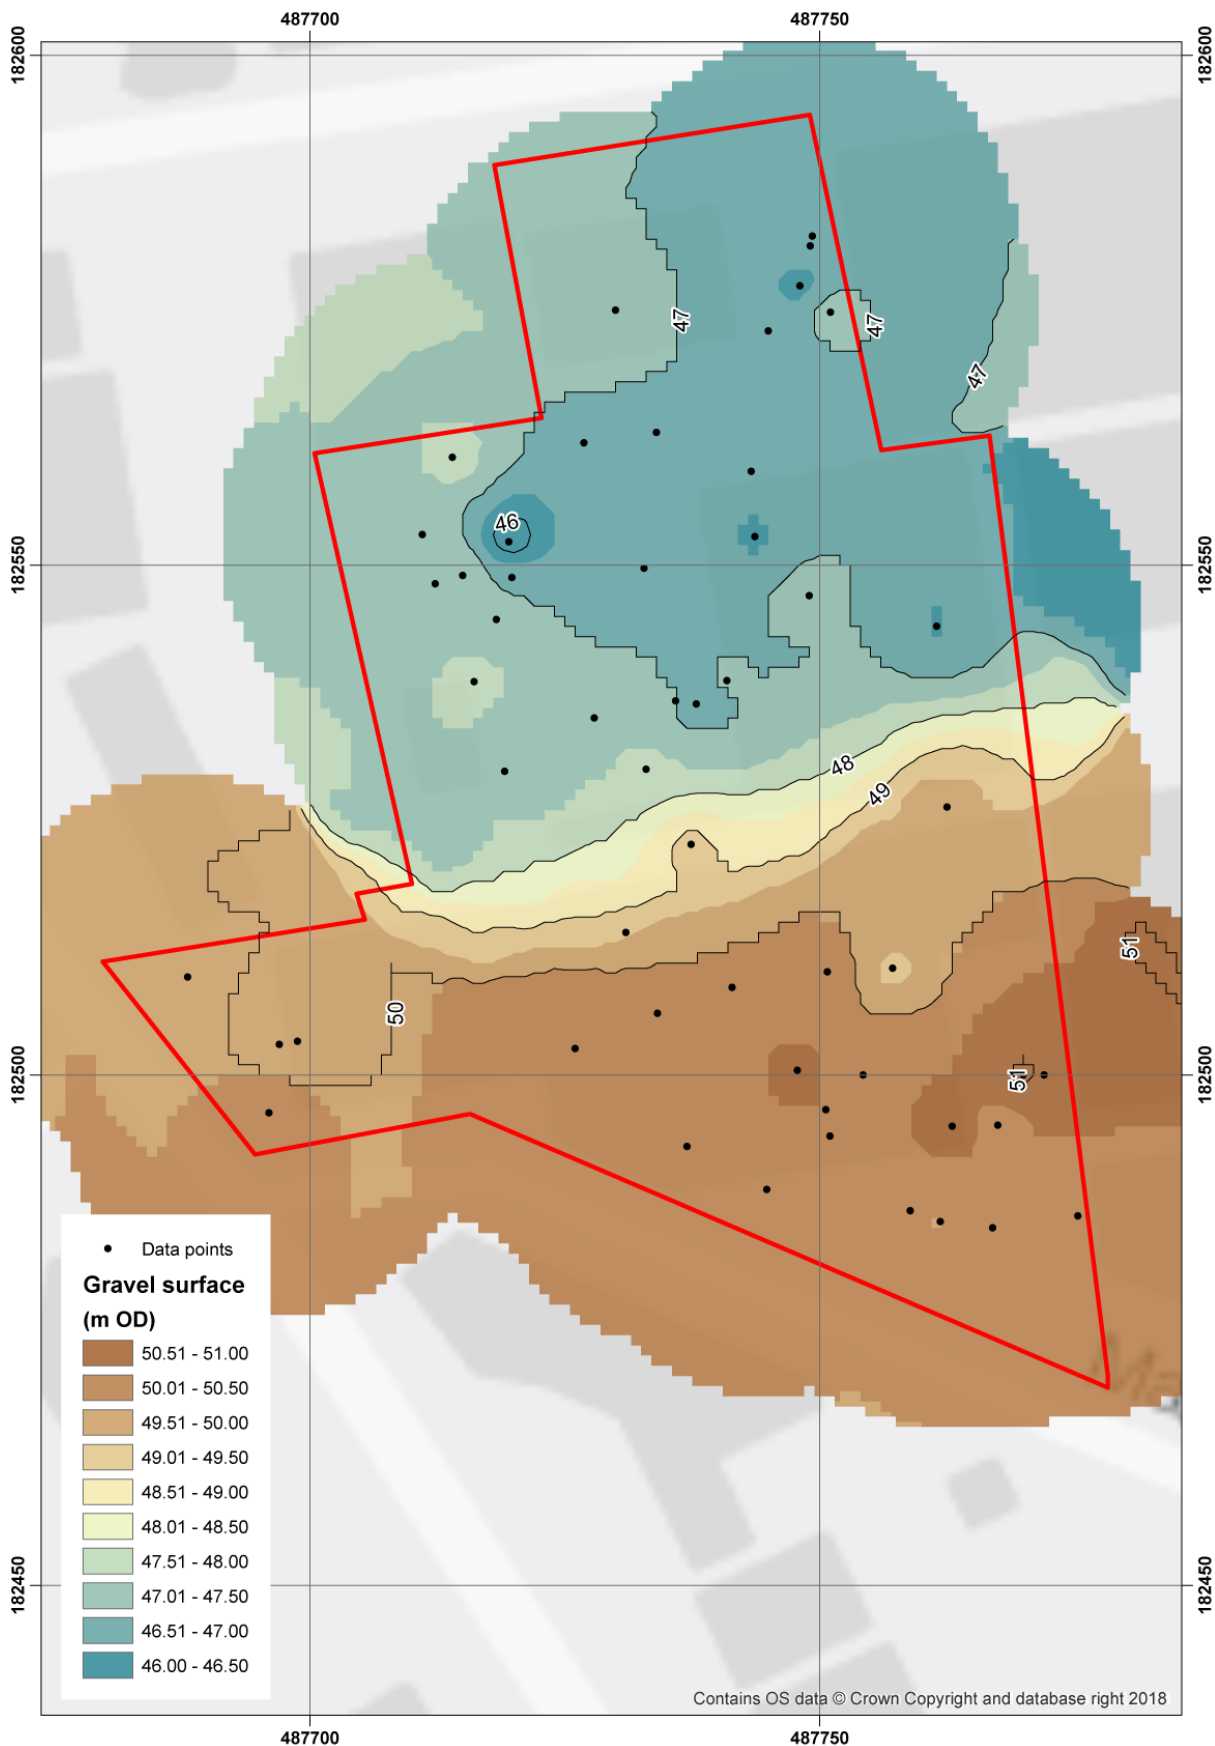 487700
487750
182600
182600
47
47
47
46
182550
182550
48
49
51
50
182500
51
182500
Data points
Gravel surface
(m OD)
50.51 - 51.00
50.01 - 50.50
49.51 - 50.00
49.01 - 49.50
48.51 - 49.00
48.01 - 48.50
47.51 - 48.00
47.01 - 47.50
46.51 - 47.00
46.00 - 46.50
182450
182450
Contains OS data © Crown Copyright and database right 2018
487700
487750